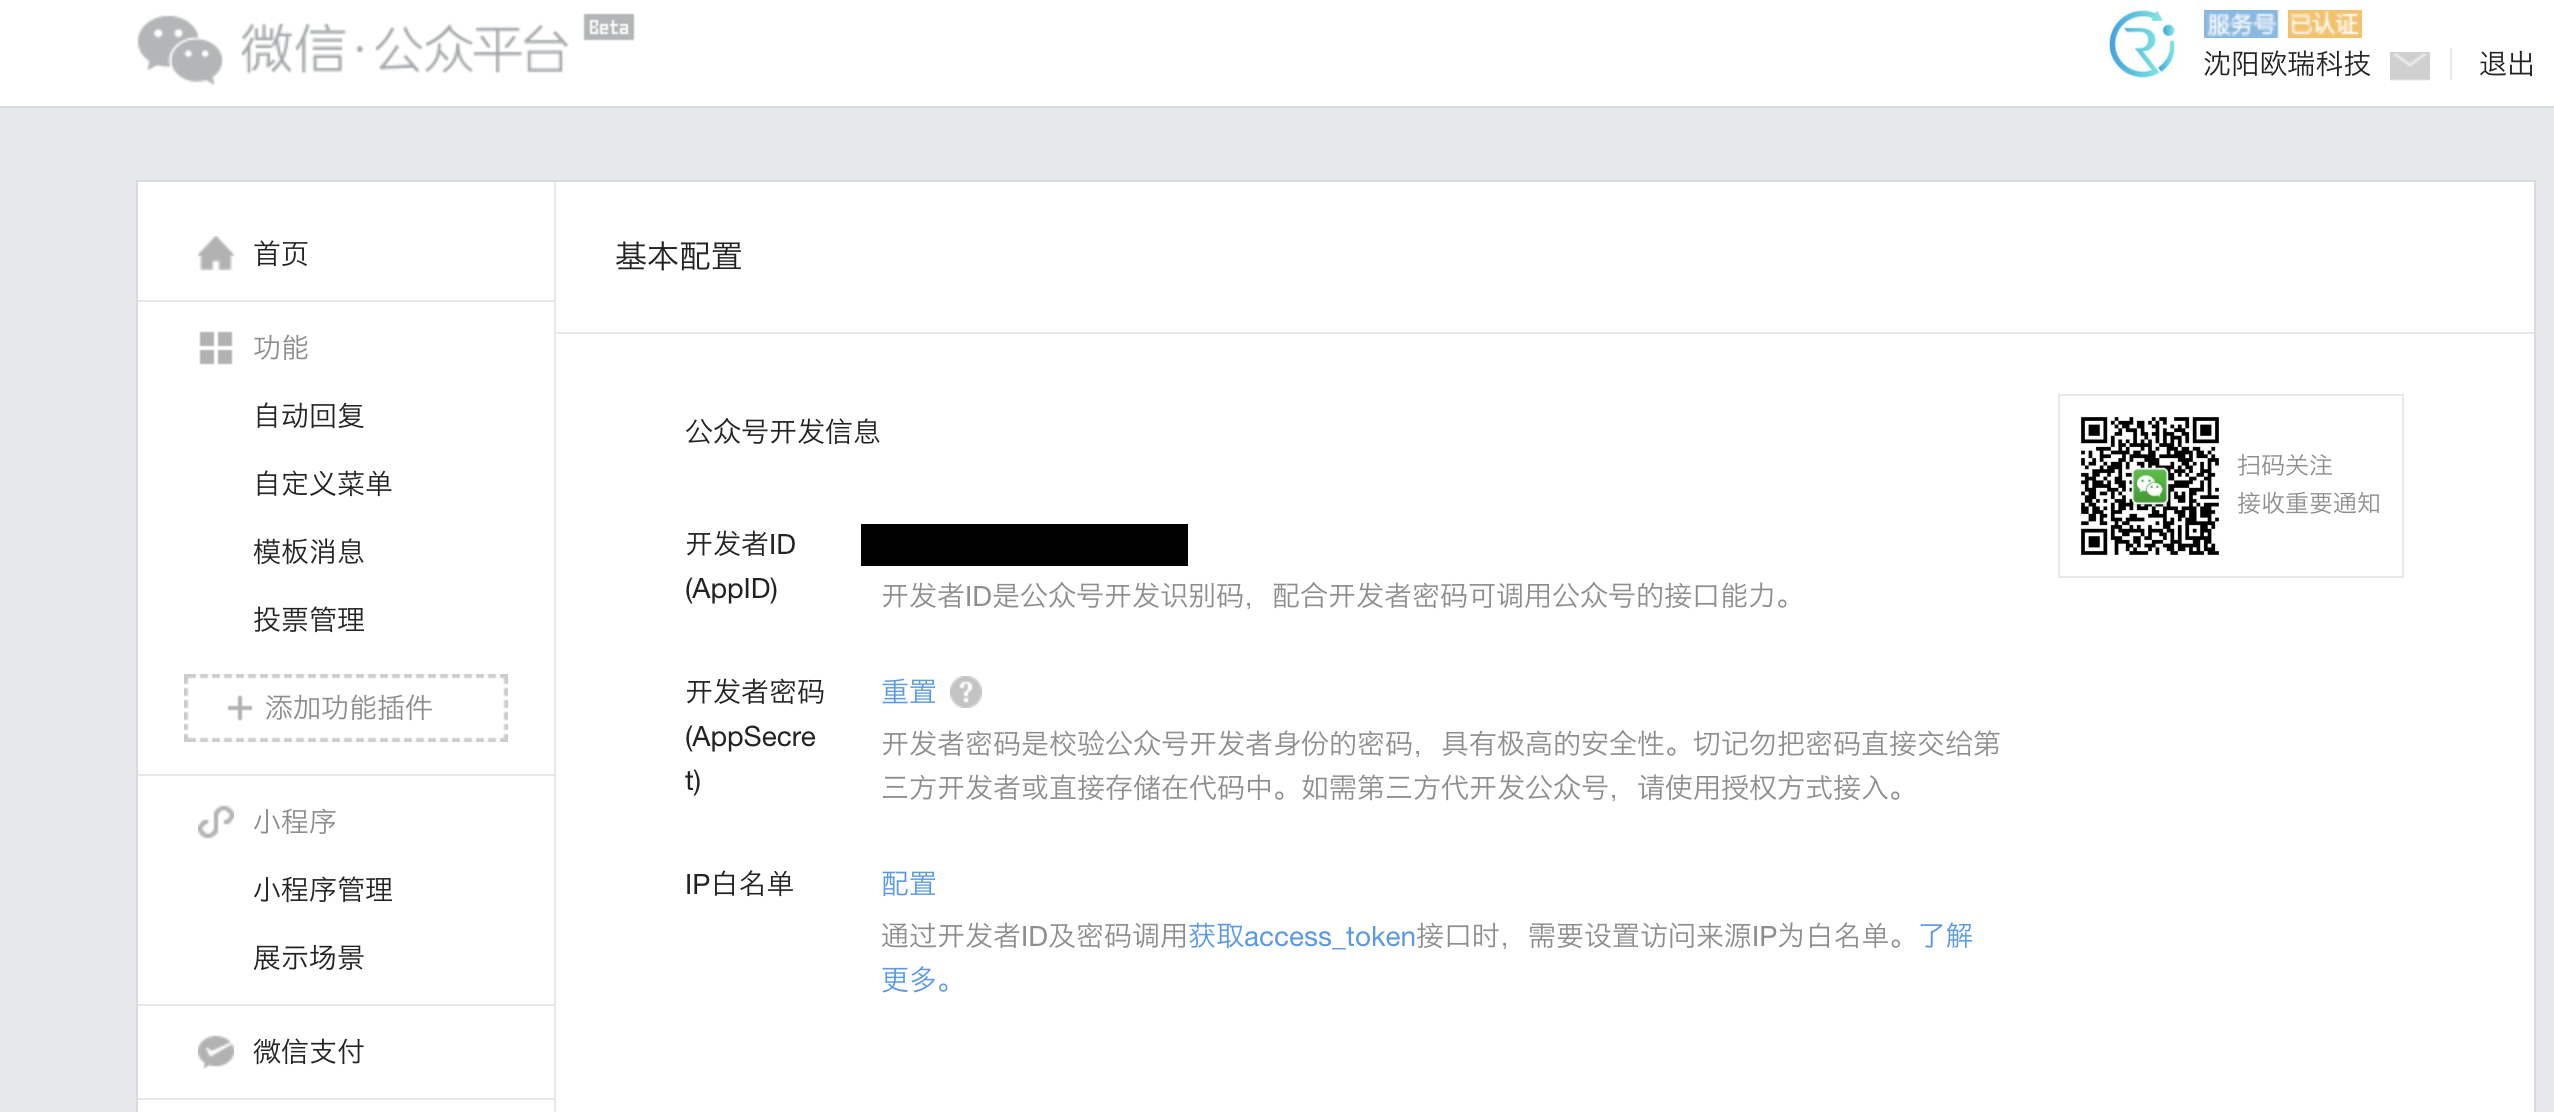 微信·公众平台 Beta
服务号 已认证
沈阳欧瑞科技 退出
首页
功能
自动回复
自定义菜单
模板消息
投票管理
添加功能插件
小程序
小程序管理
展示场景
微信支付
基本配置
公众号开发信息
扫码关注
接收重要通知
开发者ID
(AppID)
开发者ID是公众号开发识别码，配合开发者密码可调用公众号的接口能力。
开发者密码
(AppSecre
t)
重置 ?
开发者密码是校验公众号开发者身份的密码，具有极高的安全性。切记勿把密码直接交给第
三方开发者或直接存储在代码中。如需第三方代开发公众号，请使用授权方式接入。
IP白名单
配置
通过开发者ID及密码调用获取access_token接口时，需要设置访问来源IP为白名单。了解
更多。